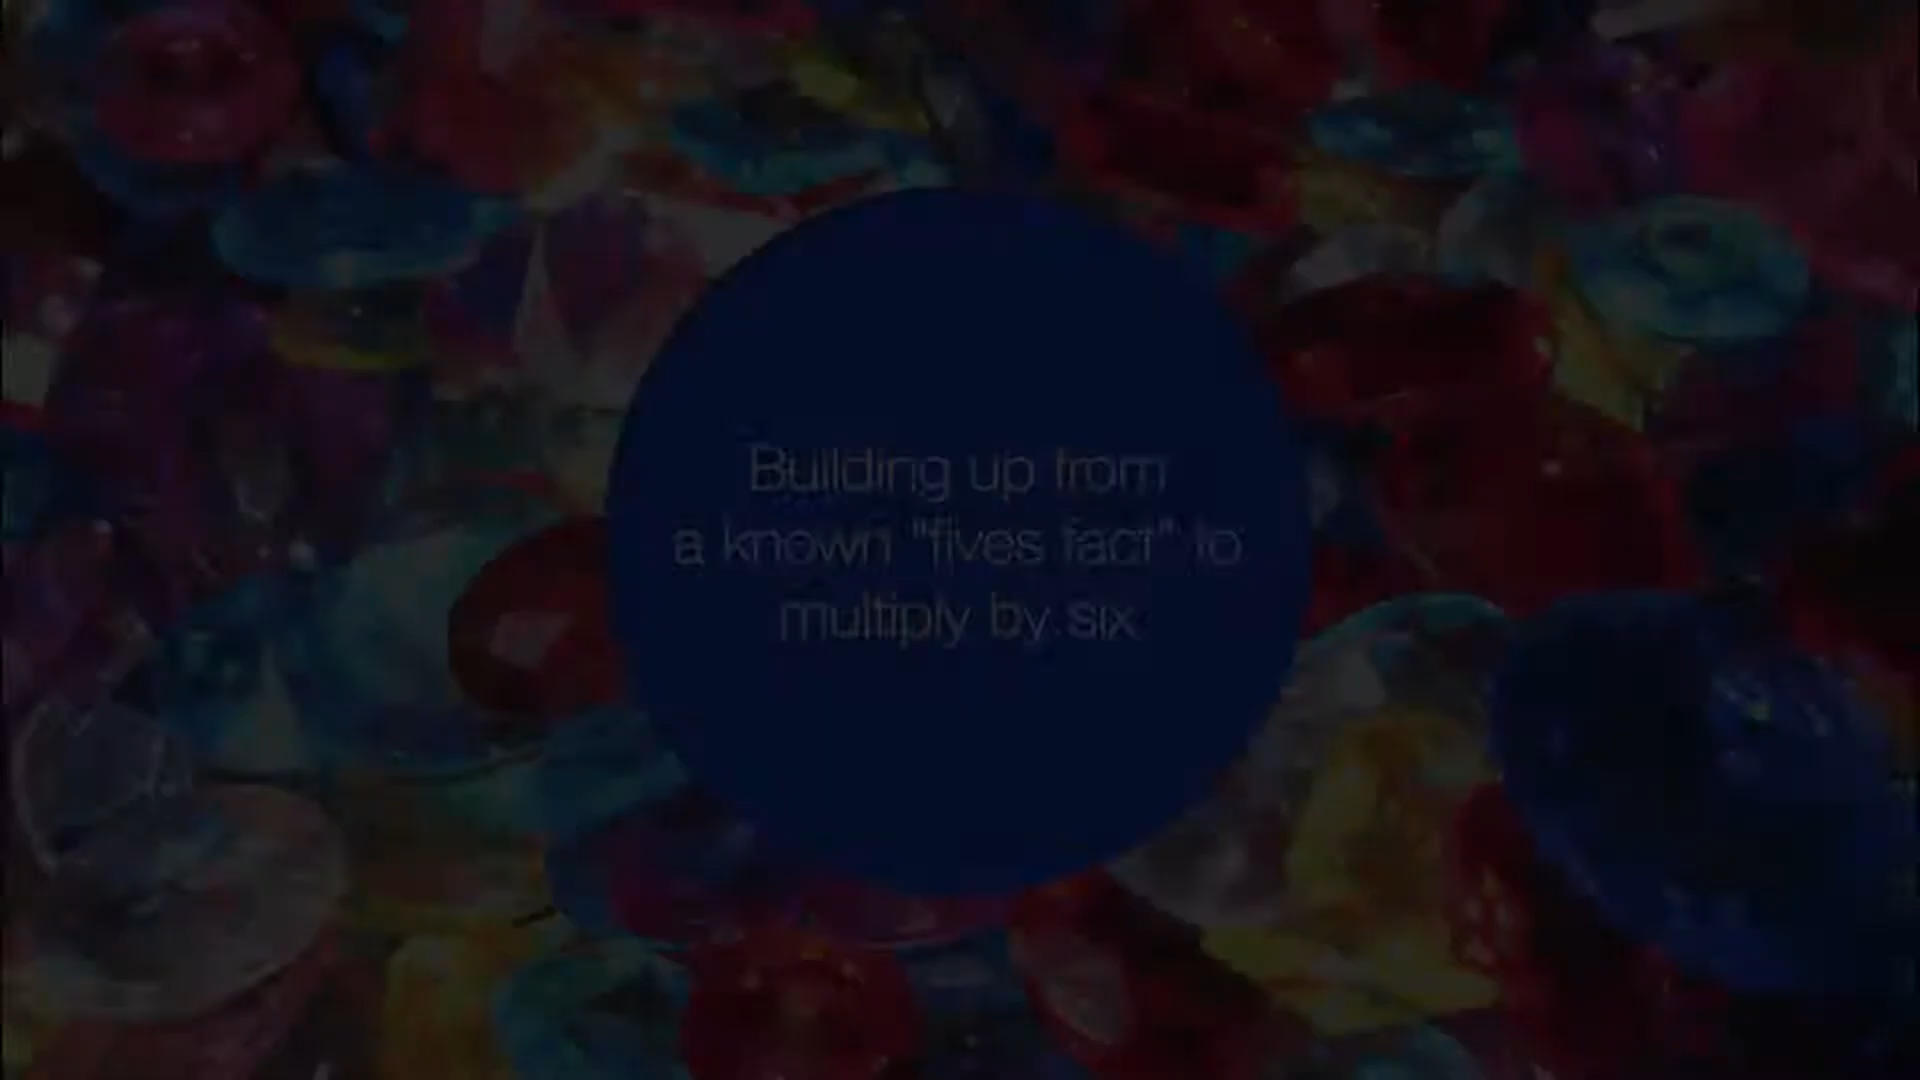 Building up from
a known "fives fact" to
multiply by six